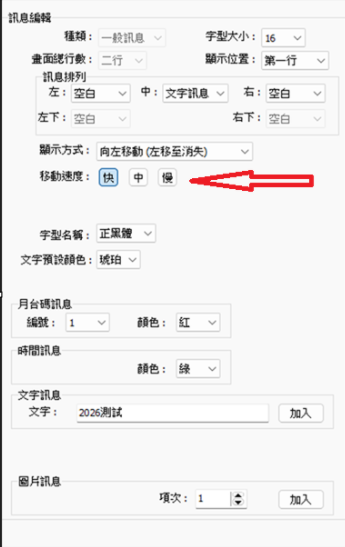 訊息編輯
種類： 一般訊息 字型大小： 16
畫面總行數： 二行 顯示位置： 第一行
訊息排列
左： 空白 中： 文字訊息 右： 空白
左下： 空白 右下： 空白
顯示方式： 向左移動 (左移至消失)
移動速度： 快 中 慢
字型名稱： 正黑體
文字預設顏色： 琥珀
月台碼訊息
編號： 1 顏色： 紅
時間訊息
顏色： 綠
文字訊息
文字： 2026測試 加入
圖片訊息
項次： 1 加入